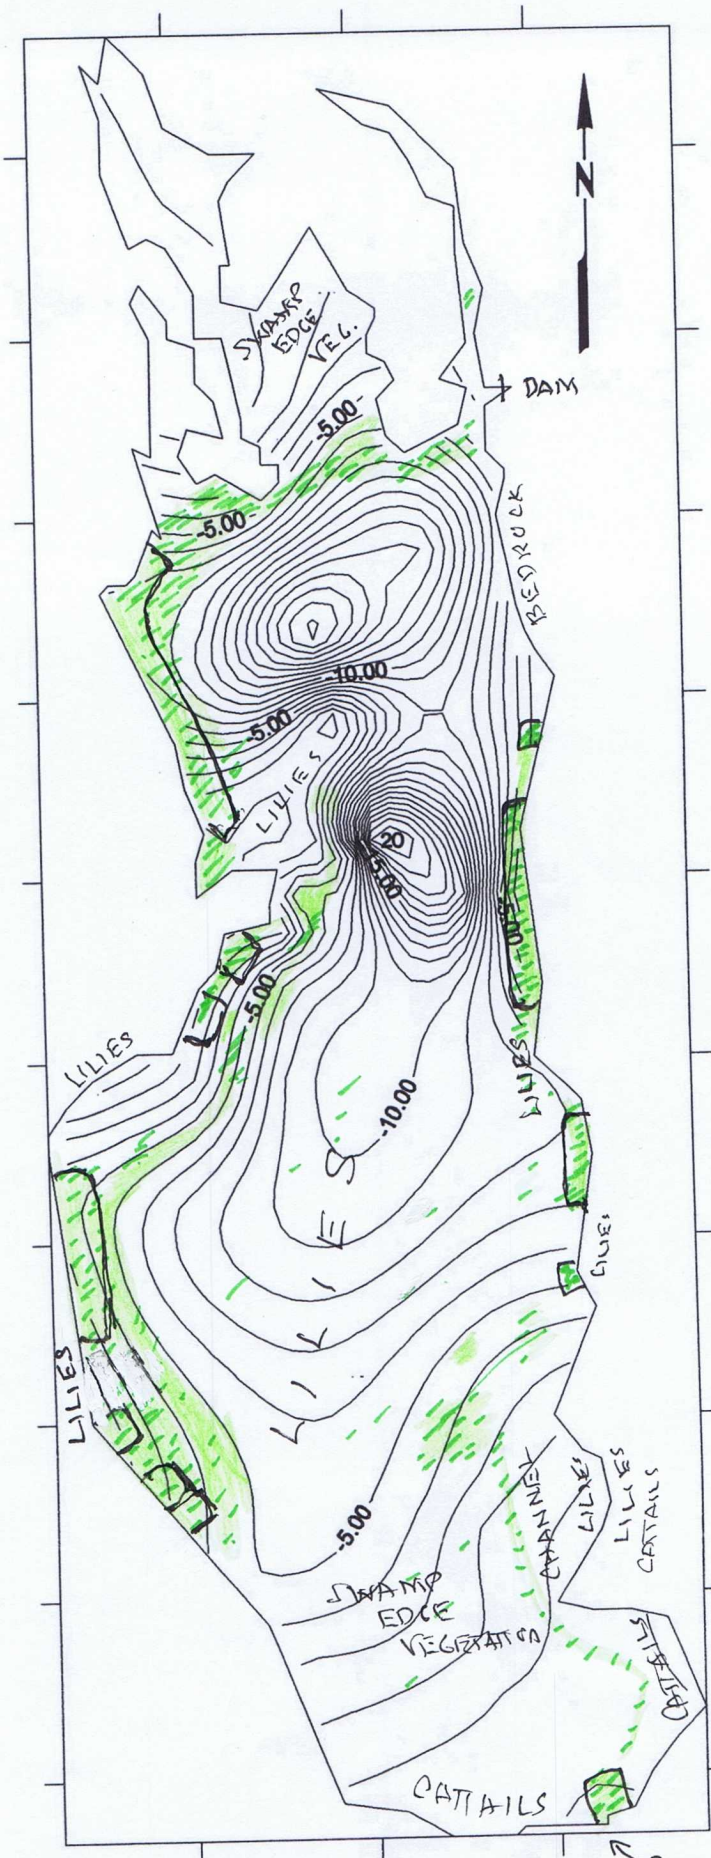 N
SWAMP
EDGE
VEG.
DAM
-5.00-
-5.00-
BEDROCK
-10.00
-5.00
LILIES
20
-15.00
-5.00
-5.00
LILIES
LILIES
-10.00
LILIES
LILIES
LILIES
-5.00
CHANNEL
LILIES
LILIES
CATTAILS
SWAMP
EDGE
VEGETATION
CATTAILS
CATTAILS